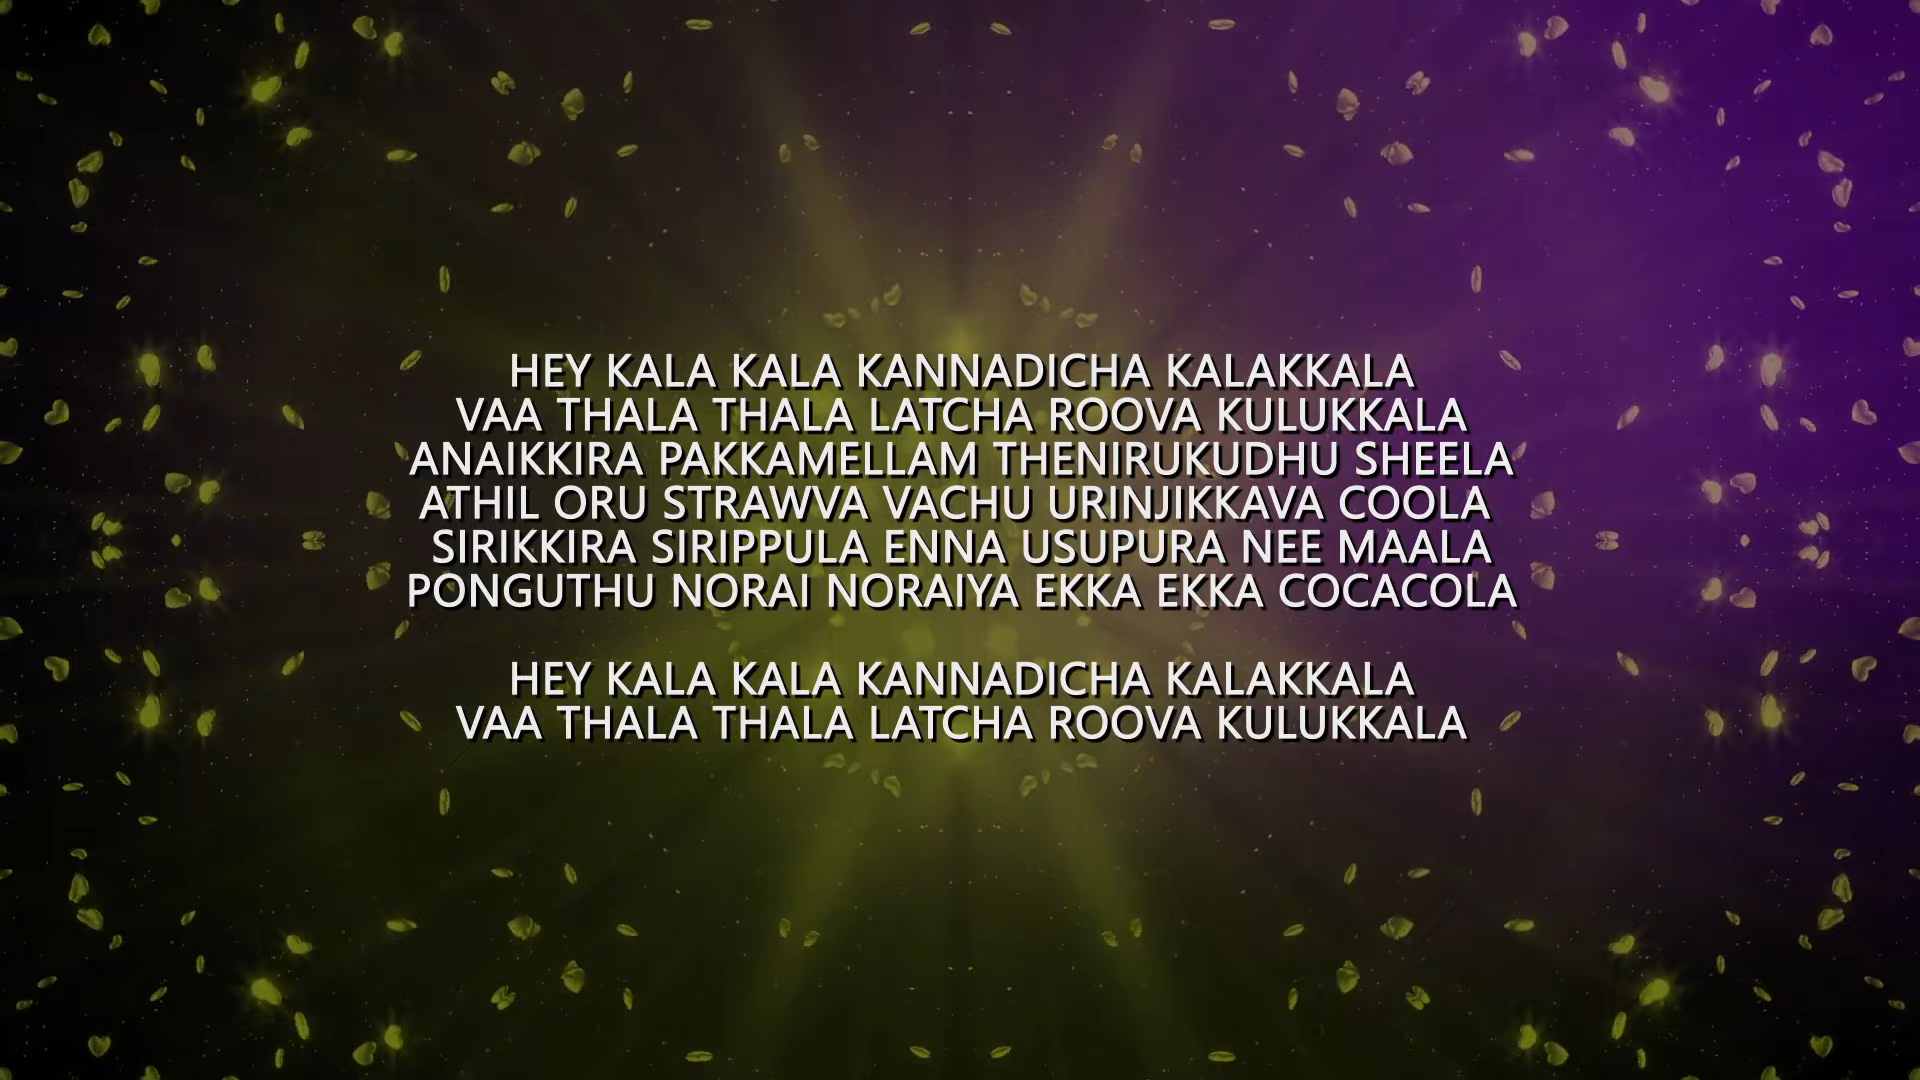 HEY KALA KALA KANNADICHA KALAKKALA
VAA THALA THALA LATCHA ROOVA KULUKKALA
ANAIKKIRA PAKKAMELLAM THENIRUKUDHU SHEELA
ATHIL ORU STRAWVA VACHU URINJIKKAVA COOLA
SIRIKKIRA SIRIPPULA ENNA USUPURA NEE MAALA
PONGUTHU NORAI NORAIYA EKKA EKKA COCACOLA
HEY KALA KALA KANNADICHA KALAKKALA
VAA THALA THALA LATCHA ROOVA KULUKKALA